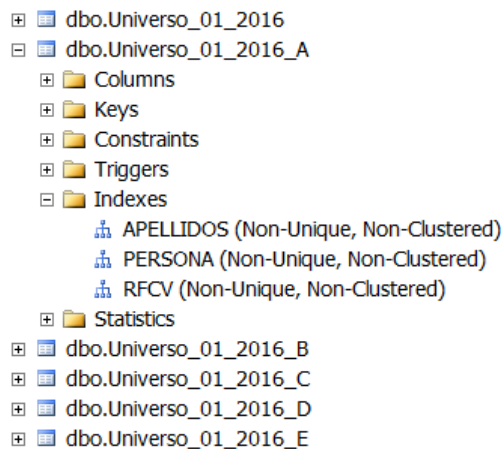 dbo.Universo_01_2016
dbo.Universo_01_2016_A
Columns
Keys
Constraints
Triggers
Indexes
APELLIDOS (Non-Unique, Non-Clustered)
PERSONA (Non-Unique, Non-Clustered)
RFCV (Non-Unique, Non-Clustered)
Statistics
dbo.Universo_01_2016_B
dbo.Universo_01_2016_C
dbo.Universo_01_2016_D
dbo.Universo_01_2016_E